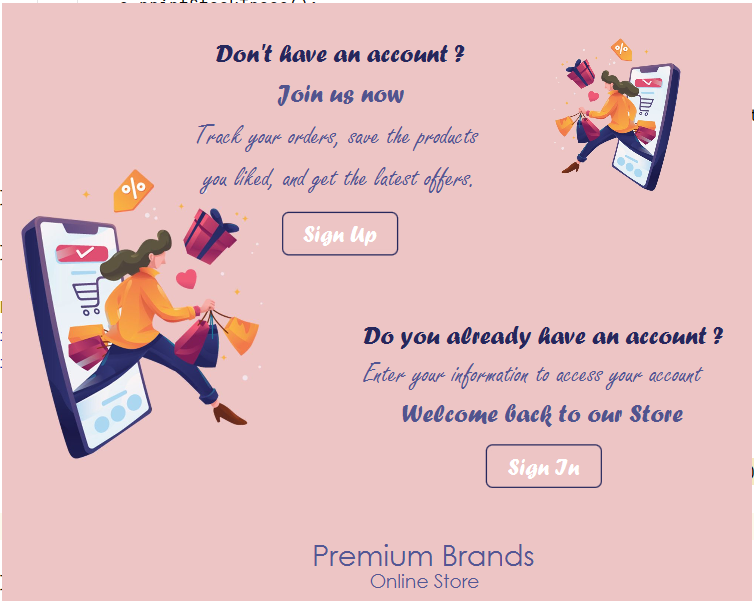 e.printStackTrace();
Don't have an account ?
Join us now
Track your orders, save the products
you liked, and get the latest offers.
Sign Up
%
%
Do you already have an account ?
Enter your information to access your account
Welcome back to our Store
Sign In
Premium Brands
Online Store